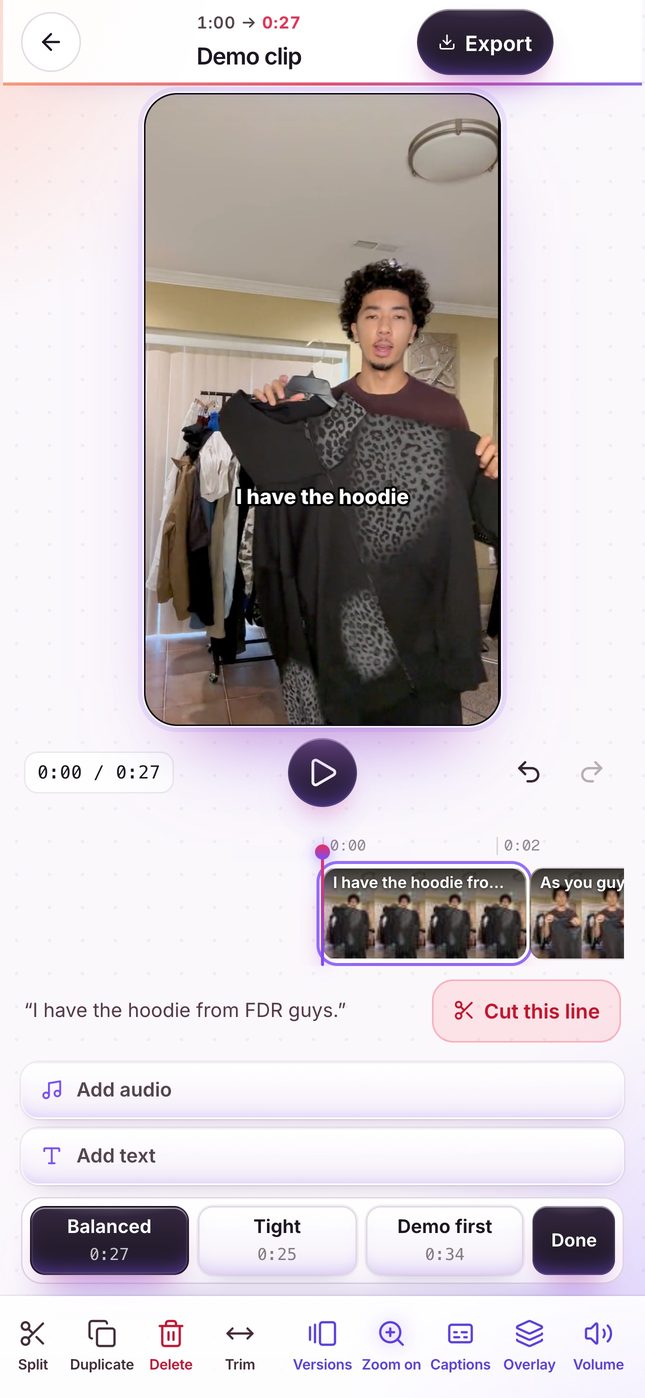 1:00 → 0:27
Demo clip
Export
I have the hoodie
0:00 / 0:27
0:00
0:02
I have the hoodie fro...
As you guy
“I have the hoodie from FDR guys.”
Cut this line
Add audio
Add text
Balanced
0:27
Tight
0:25
Demo first
0:34
Done
Split
Duplicate
Delete
Trim
Versions
Zoom on
Captions
Overlay
Volume